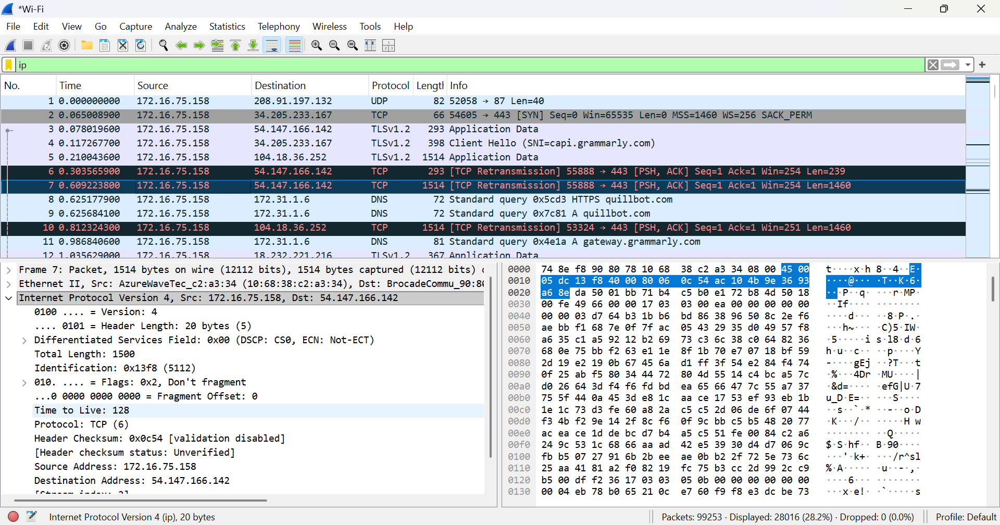 *Wi-Fi
File Edit View Go Capture Analyze Statistics Telephony Wireless Tools Help
ip
No. Time Source Destination Protocol Length Info
1 0.000000000 172.16.75.158 208.91.197.132 UDP 82 52058 → 87 Len=40
2 0.065008900 172.16.75.158 34.205.233.167 TCP 66 54605 → 443 [SYN] Seq=0 Win=65535 Len=0 MSS=1460 WS=256 SACK_PERM
3 0.078019600 172.16.75.158 54.147.166.142 TLSv1.2 293 Application Data
4 0.117267700 172.16.75.158 34.205.233.167 TLSv1.2 398 Client Hello (SNI=capi.grammarly.com)
5 0.210043600 172.16.75.158 104.18.36.252 TLSv1.2 1514 Application Data
6 0.303565900 172.16.75.158 54.147.166.142 TCP 293 [TCP Retransmission] 55888 → 443 [PSH, ACK] Seq=1 Ack=1 Win=254 Len=239
7 0.609223800 172.16.75.158 54.147.166.142 TCP 1514 [TCP Retransmission] 55888 → 443 [PSH, ACK] Seq=1 Ack=1 Win=254 Len=1460
8 0.625177900 172.16.75.158 172.31.1.6 DNS 72 Standard query 0x5cd3 HTTPS quillbot.com
9 0.625684100 172.16.75.158 172.31.1.6 DNS 72 Standard query 0x7c81 A quillbot.com
10 0.812324300 172.16.75.158 104.18.36.252 TCP 1514 [TCP Retransmission] 53324 → 443 [PSH, ACK] Seq=1 Ack=1 Win=251 Len=1460
11 0.986840600 172.16.75.158 172.31.1.6 DNS 81 Standard query 0x4e1a A gateway.grammarly.com
12 1.035629000 172.16.75.158 18.232.221.216 TLSv1.2 367 Application Data
Frame 7: Packet, 1514 bytes on wire (12112 bits), 1514 bytes captured (12112 bits)
Ethernet II, Src: AzureWaveTec_c2:a3:34 (10:68:38:c2:a3:34), Dst: BrocadeCommu_90:80
Internet Protocol Version 4, Src: 172.16.75.158, Dst: 54.147.166.142
0100 .... = Version: 4
.... 0101 = Header Length: 20 bytes (5)
Differentiated Services Field: 0x00 (DSCP: CS0, ECN: Not-ECT)
Total Length: 1500
Identification: 0x13f8 (5112)
010. .... = Flags: 0x2, Don't fragment
...0 0000 0000 0000 = Fragment Offset: 0
Time to Live: 128
Protocol: TCP (6)
Header Checksum: 0x0c54 [validation disabled]
[Header checksum status: Unverified]
Source Address: 172.16.75.158
Destination Address: 54.147.166.142
[Stream index: 2]
0000 74 8e f8 90 80 78 10 68 38 c2 a3 34 08 00 45 00 t····x·h 8··4··E·
0010 05 dc 13 f8 40 00 80 06 0c 54 ac 10 4b 9e 36 93 ····@··· ·T··K·6·
0020 a6 8e da 50 01 bb 71 b4 c5 b0 e1 72 b8 4d 50 18 ···P··q· ···r·MP·
0030 00 fe 49 66 00 00 17 03 03 00 ea 00 00 00 00 00 ··If···· ········
0040 00 00 03 d7 64 b3 1b b6 bd 86 38 96 50 8c 2e f6 ····d··· ··8·P·.·
0050 ae bb f1 68 7e 0f 7f ac 05 43 29 35 d0 49 57 f8 ···h~··· ·C)5·IW·
0060 a6 35 c1 a5 92 12 b2 69 73 c3 6c 38 c0 64 82 36 ·5·····i s·l8·d·6
0070 68 0e 75 bb f2 63 e1 1e 8f 1b 70 e7 07 18 bf 59 h·u··c·· ··p····Y
0080 2d 19 e2 19 0b 67 45 6a d1 ff 3f 54 e2 84 f4 74 -····gEj ··?T···t
0090 0f 25 ab f5 80 34 44 72 80 4d 55 14 c4 bc a5 7c ·%···4Dr ·MU····|
00a0 d0 26 64 3d f4 f6 fd bd ea 65 66 47 7c 55 a7 37 ·&d=···· ·efG|U·7
00b0 75 5f 44 0a 45 3d e8 1c aa ce 17 53 ef 93 eb 1b u_D·E=·· ···S····
00c0 1e 1c 73 d3 fe 60 a8 2a c5 c5 2d 06 de 6f 07 44 ··s··`·* ··-··o·D
00d0 f3 4b f2 9e 14 2f 8c f6 0f 9c bb c5 b5 48 20 77 ·K···/·· ·····H w
00e0 ac ea ce 1d de bc d7 b4 a5 c5 51 fe 00 84 c2 a6 ········ ··Q·····
00f0 24 9c 53 1c 68 66 aa ad 42 e5 39 30 d4 d7 06 9c $·S·hf·· B·90····
0100 fb b5 07 27 91 6b 2b ee ae 0b b2 2f 72 5e 73 6c ···'·k+· ···/r^sl
0110 25 aa 41 81 a2 f0 82 19 fc 75 b3 cc 2d 99 2c c9 %·A····· ·u··-·,·
0120 b5 00 df f2 36 17 03 03 05 0b 00 00 00 00 00 00 ····6··· ········
0130 00 04 eb 78 b0 65 21 0c e7 60 f9 f8 e3 dc be 73 ···x·e!· ·`·····s
Internet Protocol Version 4 (ip), 20 bytes Packets: 99253 · Displayed: 28016 (28.2%) · Dropped: 0 (0.0%) Profile: Default